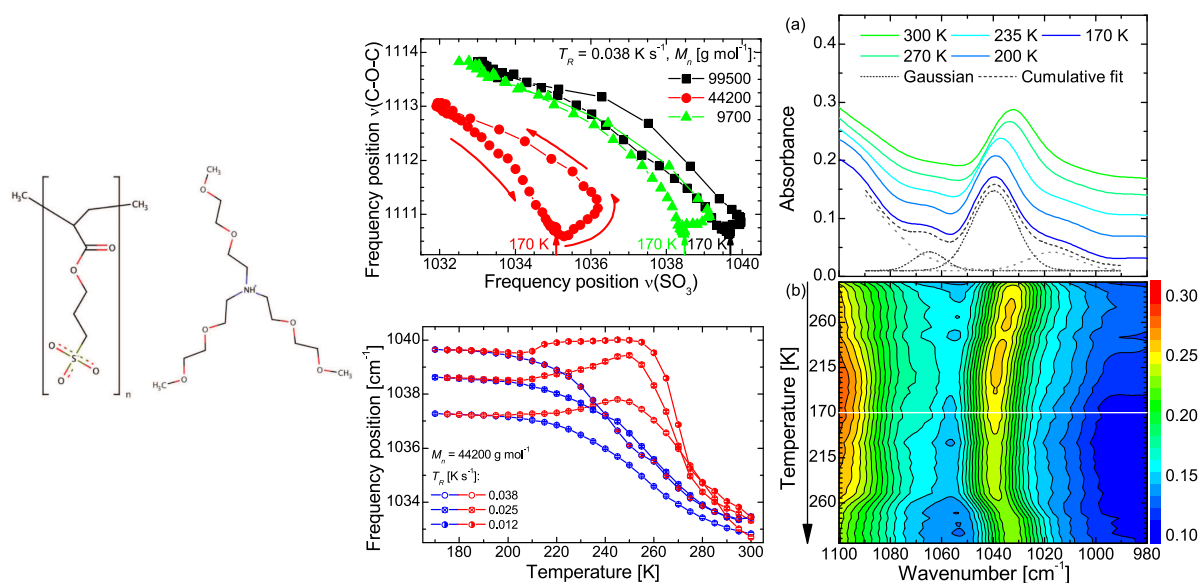 H₃C
CH₃
O
O
O
S
O
O
n
CH₃
O
O
NH⁺
O
O
O
H₃C
O
CH₃
Frequency position ν(C-O-C)
1114
1113
1112
1111
T_R = 0.038 K s⁻¹, M_n [g mol⁻¹]:
99500
44200
9700
170 K
170 K
170 K
1032 1034 1036 1038 1040
Frequency position ν(SO₃)
Frequency position [cm⁻¹]
1040
1038
1036
1034
M_n = 44200 g mol⁻¹
T_R [K s⁻¹]:
0.038
0.025
0.012
180 200 220 240 260 280 300
Temperature [K]
(a)
Absorbance
0.4
0.3
0.2
0.1
0.0
300 K 235 K 170 K
270 K 200 K
Gaussian Cumulative fit
(b)
Temperature [K]
260
215
170
215
260
1100 1080 1060 1040 1020 1000 980
Wavenumber [cm⁻¹]
0.30
0.25
0.20
0.15
0.10